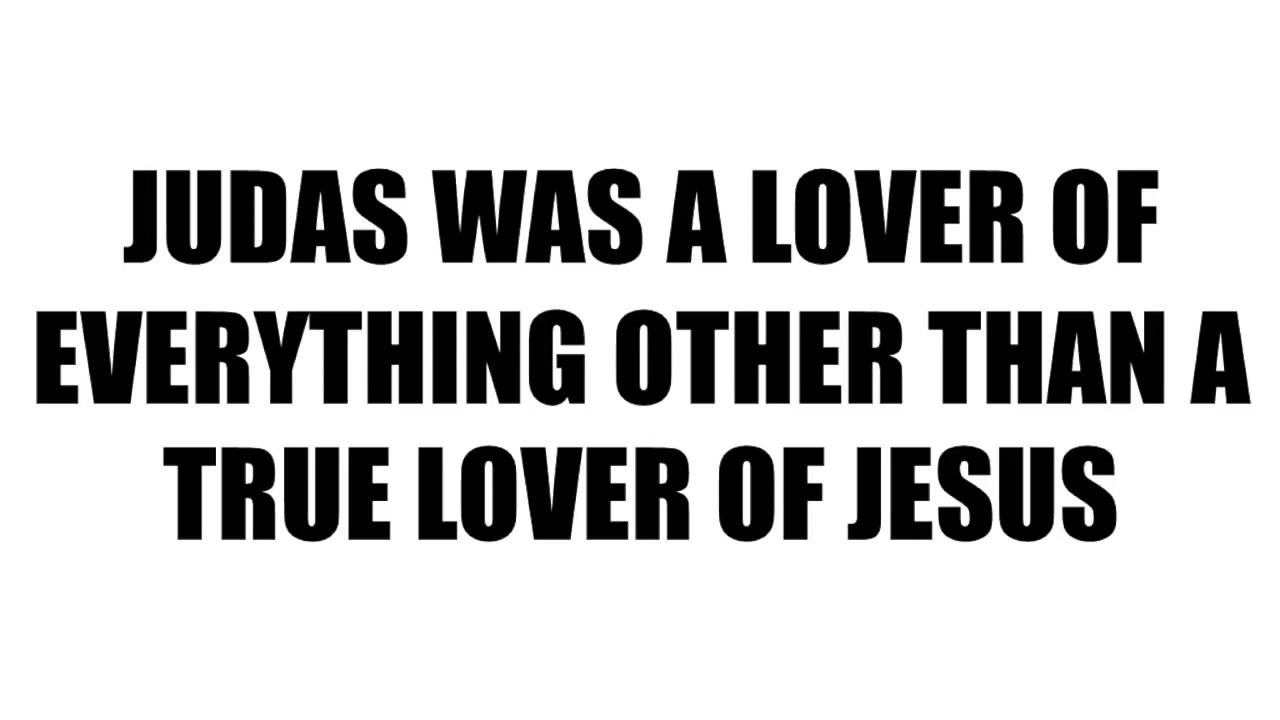 JUDAS WAS A LOVER OF
EVERYTHING OTHER THAN A
TRUE LOVER OF JESUS